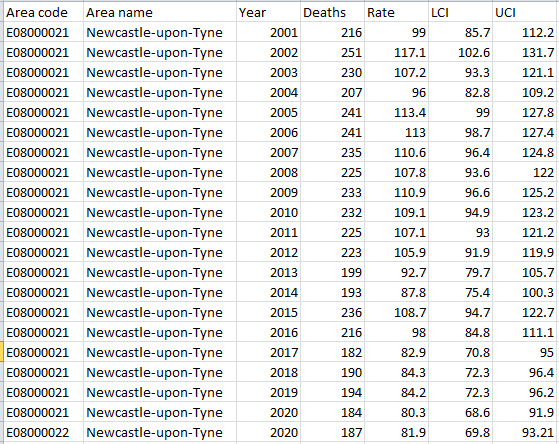 Area code Area name Year Deaths Rate LCI UCI
E08000021 Newcastle-upon-Tyne 2001 216 99 85.7 112.2
E08000021 Newcastle-upon-Tyne 2002 251 117.1 102.6 131.7
E08000021 Newcastle-upon-Tyne 2003 230 107.2 93.3 121.1
E08000021 Newcastle-upon-Tyne 2004 207 96 82.8 109.2
E08000021 Newcastle-upon-Tyne 2005 241 113.4 99 127.8
E08000021 Newcastle-upon-Tyne 2006 241 113 98.7 127.4
E08000021 Newcastle-upon-Tyne 2007 235 110.6 96.4 124.8
E08000021 Newcastle-upon-Tyne 2008 225 107.8 93.6 122
E08000021 Newcastle-upon-Tyne 2009 233 110.9 96.6 125.2
E08000021 Newcastle-upon-Tyne 2010 232 109.1 94.9 123.2
E08000021 Newcastle-upon-Tyne 2011 225 107.1 93 121.2
E08000021 Newcastle-upon-Tyne 2012 223 105.9 91.9 119.9
E08000021 Newcastle-upon-Tyne 2013 199 92.7 79.7 105.7
E08000021 Newcastle-upon-Tyne 2014 193 87.8 75.4 100.3
E08000021 Newcastle-upon-Tyne 2015 236 108.7 94.7 122.7
E08000021 Newcastle-upon-Tyne 2016 216 98 84.8 111.1
E08000021 Newcastle-upon-Tyne 2017 182 82.9 70.8 95
E08000021 Newcastle-upon-Tyne 2018 190 84.3 72.3 96.4
E08000021 Newcastle-upon-Tyne 2019 194 84.2 72.3 96.2
E08000021 Newcastle-upon-Tyne 2020 184 80.3 68.6 91.9
E08000022 Newcastle-upon-Tyne 2020 187 81.9 69.8 93.21